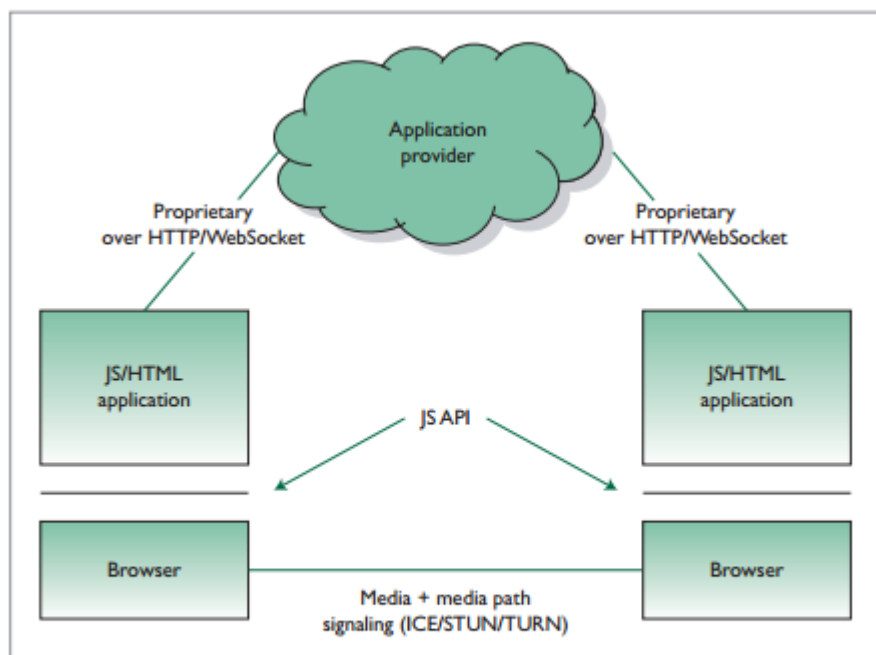 Application
provider
Proprietary
over HTTP/WebSocket
Proprietary
over HTTP/WebSocket
JS/HTML
application
JS API
JS/HTML
application
Browser
Browser
Media + media path
signaling (ICE/STUN/TURN)